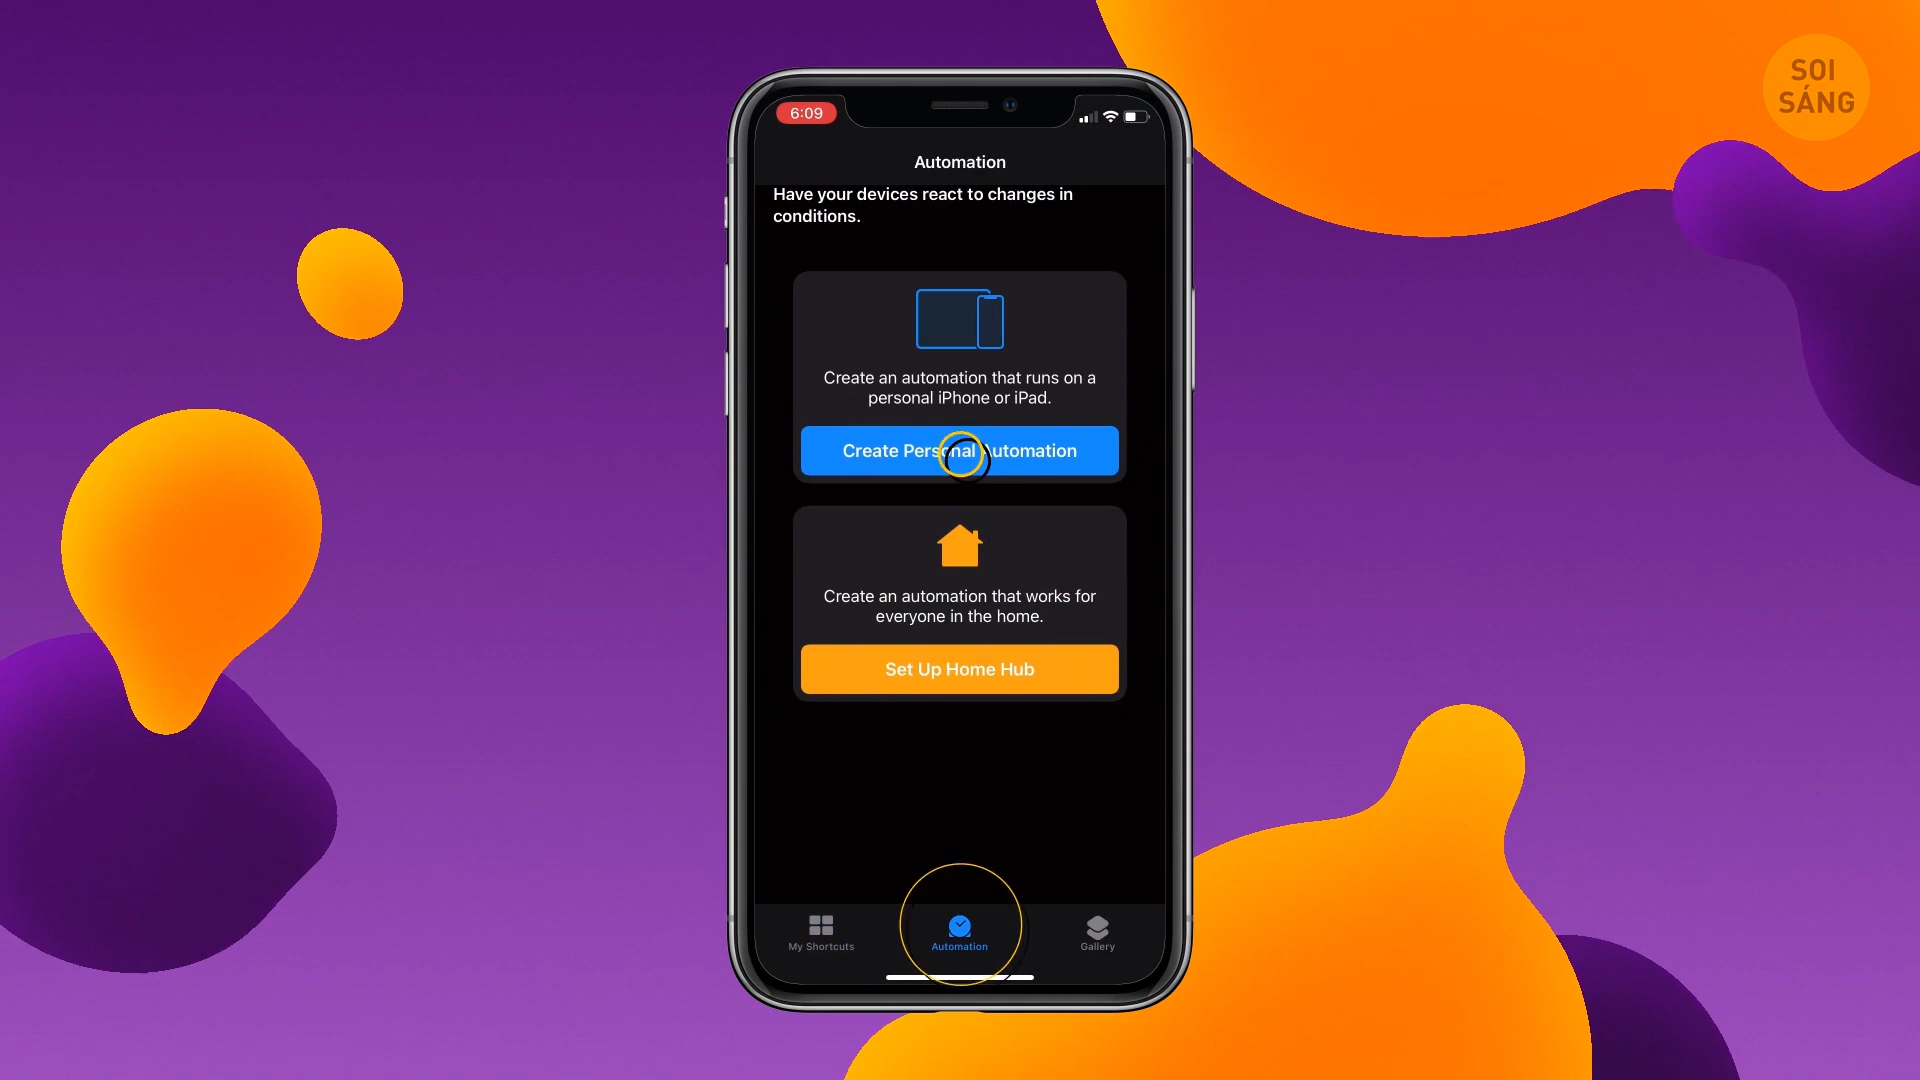 SOI
SÁNG
6:09
Automation
Have your devices react to changes in
conditions.
Create an automation that runs on a
personal iPhone or iPad.
Create Personal Automation
Create an automation that works for
everyone in the home.
Set Up Home Hub
My Shortcuts
Automation
Gallery